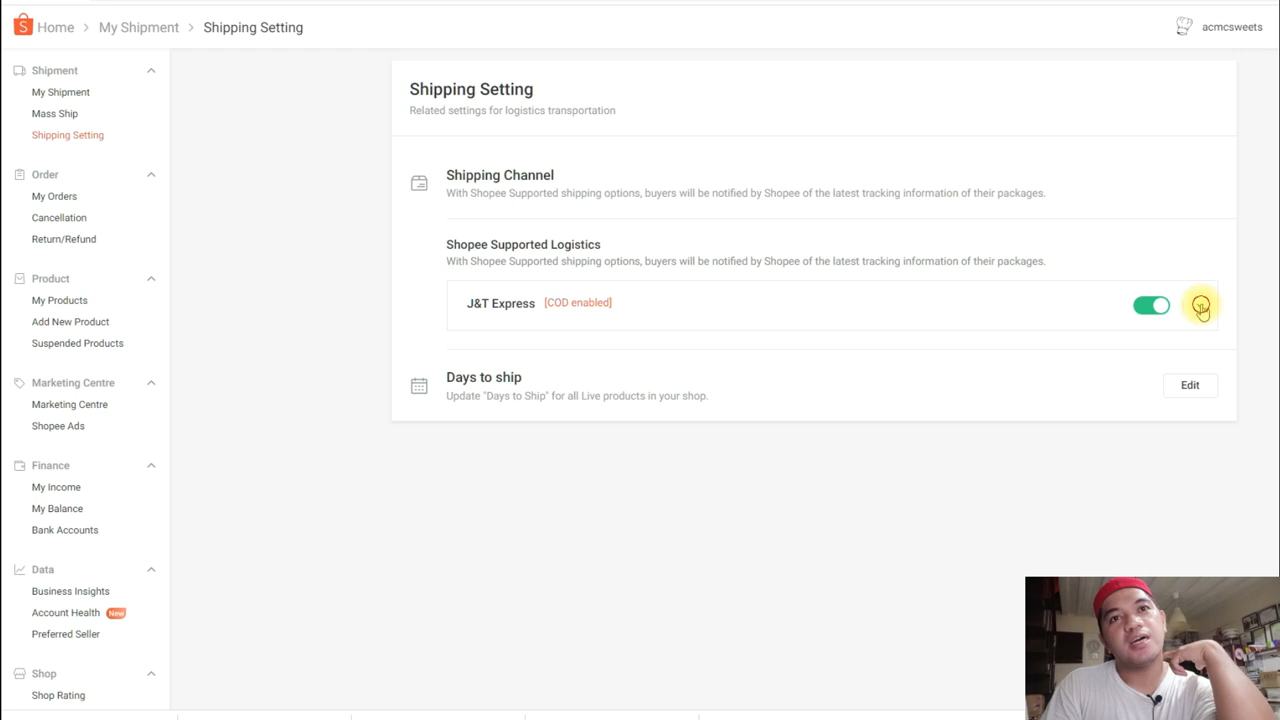 Home > My Shipment > Shipping Setting
acmcsweets
Shipment
My Shipment
Mass Ship
Shipping Setting
Order
My Orders
Cancellation
Return/Refund
Product
My Products
Add New Product
Suspended Products
Marketing Centre
Marketing Centre
Shopee Ads
Finance
My Income
My Balance
Bank Accounts
Data
Business Insights
Account Health New
Preferred Seller
Shop
Shop Rating
Shipping Setting
Related settings for logistics transportation
Shipping Channel
With Shopee Supported shipping options, buyers will be notified by Shopee of the latest tracking information of their packages.
Shopee Supported Logistics
With Shopee Supported shipping options, buyers will be notified by Shopee of the latest tracking information of their packages.
J&T Express [COD enabled]
Days to ship
Update "Days to Ship" for all Live products in your shop.
Edit